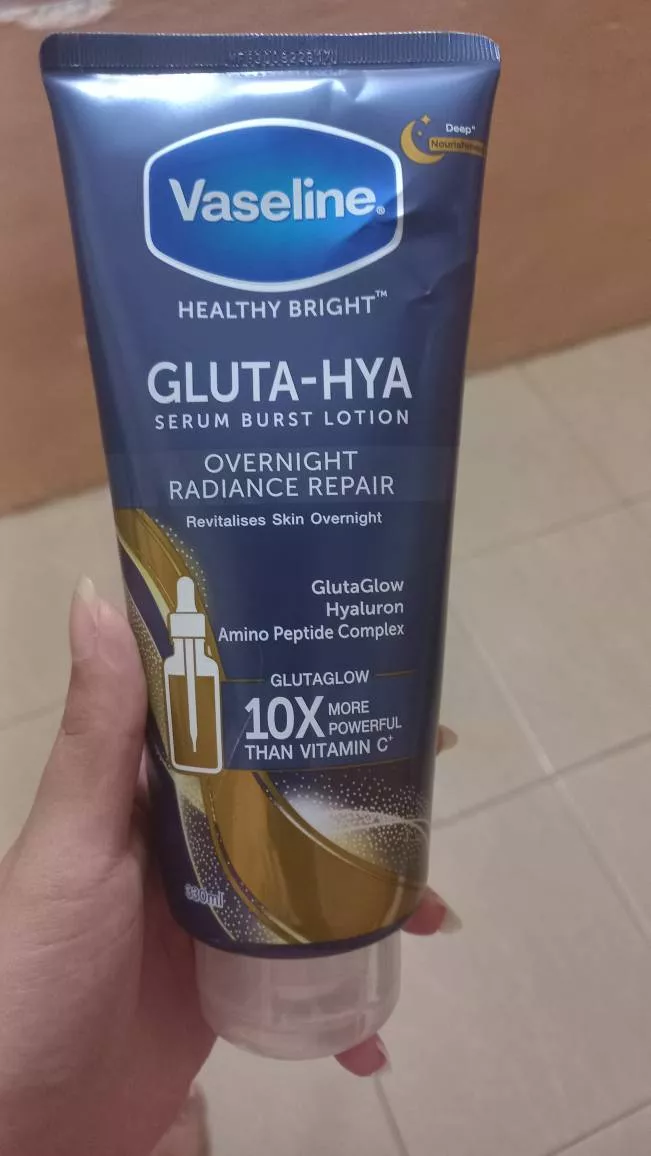 Deep*
Vaseline®
HEALTHY BRIGHT™
GLUTA-HYA
SERUM BURST LOTION
OVERNIGHT
RADIANCE REPAIR
Revitalises Skin Overnight
GlutaGlow
Hyaluron
Amino Peptide Complex
GLUTAGLOW
10X MORE
POWERFUL
THAN VITAMIN C⁺
330ml